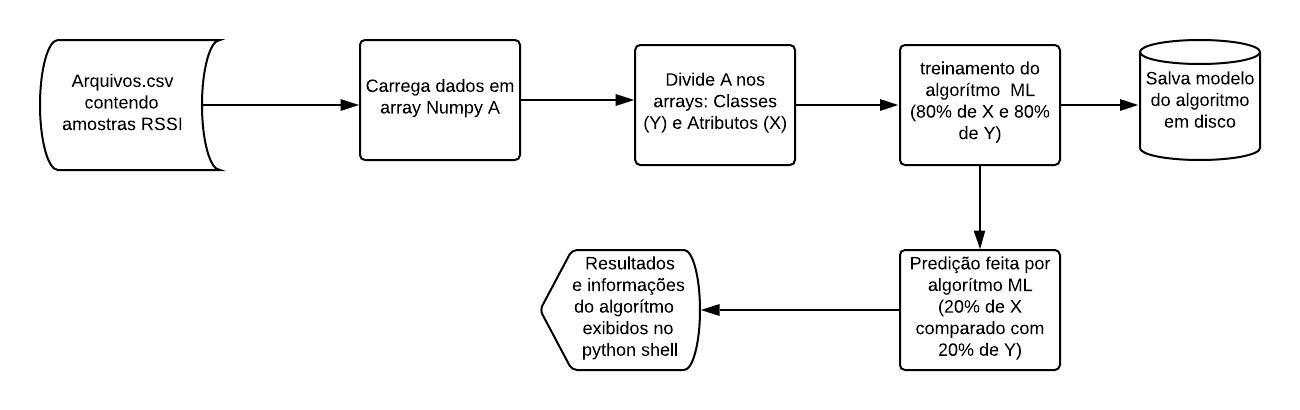 Arquivos.csv
contendo
amostras RSSI
Carrega dados em
array Numpy A
Divide A nos
arrays: Classes
(Y) e Atributos (X)
treinamento do
algorítmo  ML
(80% de X e 80%
de Y)
Salva modelo
do algoritmo
em disco
Predição feita por
algorítmo ML
(20% de X
comparado com
20% de Y)
Resultados
e informações
do algorítmo
exibidos no
python shell